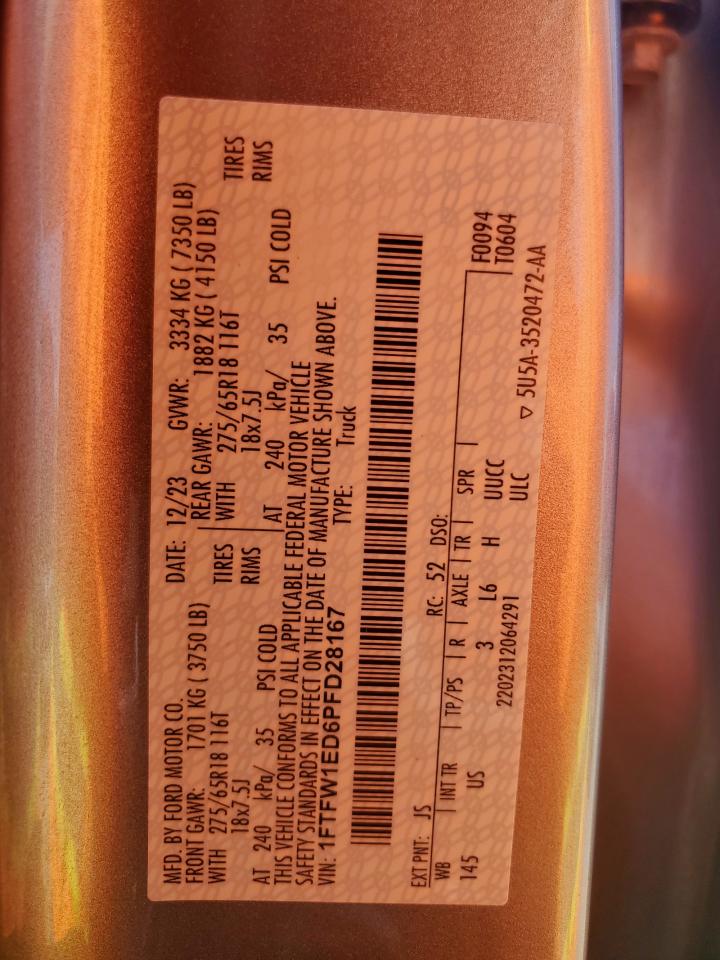 MFD. BY FORD MOTOR CO.
DATE: 12/23 GVWR: 3334 KG ( 7350 LB)
FRONT GAWR: 1701 KG ( 3750 LB)
REAR GAWR: 1882 KG ( 4150 LB)
WITH 275/65R18 116T TIRES
WITH 275/65R18 116T TIRES
18x7.5J RIMS
18x7.5J RIMS
AT 240 kPa/ 35 PSI COLD
AT 240 kPa/ 35 PSI COLD
THIS VEHICLE CONFORMS TO ALL APPLICABLE FEDERAL MOTOR VEHICLE
SAFETY STANDARDS IN EFFECT ON THE DATE OF MANUFACTURE SHOWN ABOVE.
VIN: 1FTFW1ED6PFD28167 TYPE: Truck
EXT PNT: JS RC: 52 DSO: F0094
WB | INT TR | TP/PS | R | AXLE | TR | SPR | T0604
145 US 3 L6 H UUCC
2202312064291 ULC ▽ 5U5A-3520472-AA